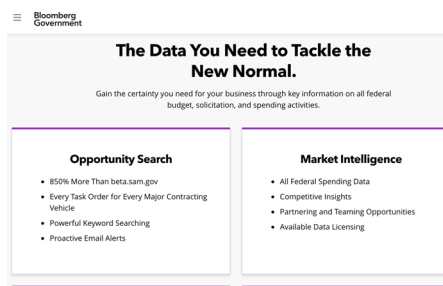 Bloomberg
Government
The Data You Need to Tackle the
New Normal.
Gain the certainty you need for your business through key information on all federal
budget, solicitation, and spending activities.
Opportunity Search
• 850% More Than beta.sam.gov
• Every Task Order for Every Major Contracting
Vehicle
• Powerful Keyword Searching
• Proactive Email Alerts
Market Intelligence
• All Federal Spending Data
• Competitive Insights
• Partnering and Teaming Opportunities
• Available Data Licensing